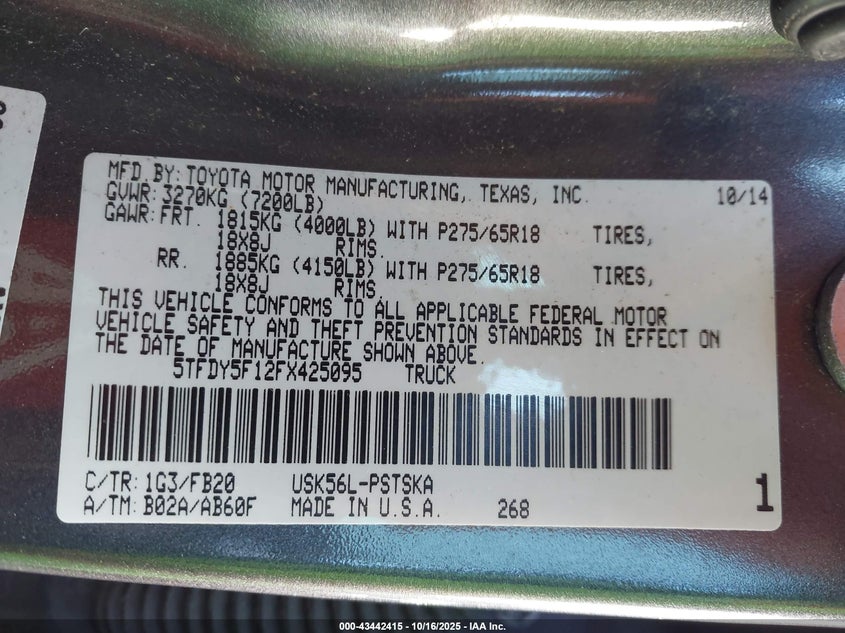 MFD.BY:TOYOTA MOTOR MANUFACTURING, TEXAS, INC. 10/14
GVWR:3270KG (7200LB)
GAWR:FRT. 1815KG (4000LB) WITH P275/65R18 TIRES,
18X8J RIMS.
RR. 1885KG (4150LB) WITH P275/65R18 TIRES,
18X8J RIMS.
THIS VEHICLE CONFORMS TO ALL APPLICABLE FEDERAL MOTOR
VEHICLE SAFETY AND THEFT PREVENTION STANDARDS IN EFFECT ON
THE DATE OF MANUFACTURE SHOWN ABOVE.
5TFDY5F12FX425095 TRUCK
C/TR:1G3/FB20 USK56L-PSTSKA
A/TM:B02A/AB60F MADE IN U.S.A. 268 1
000-43442415 - 10/16/2025 - IAA Inc.